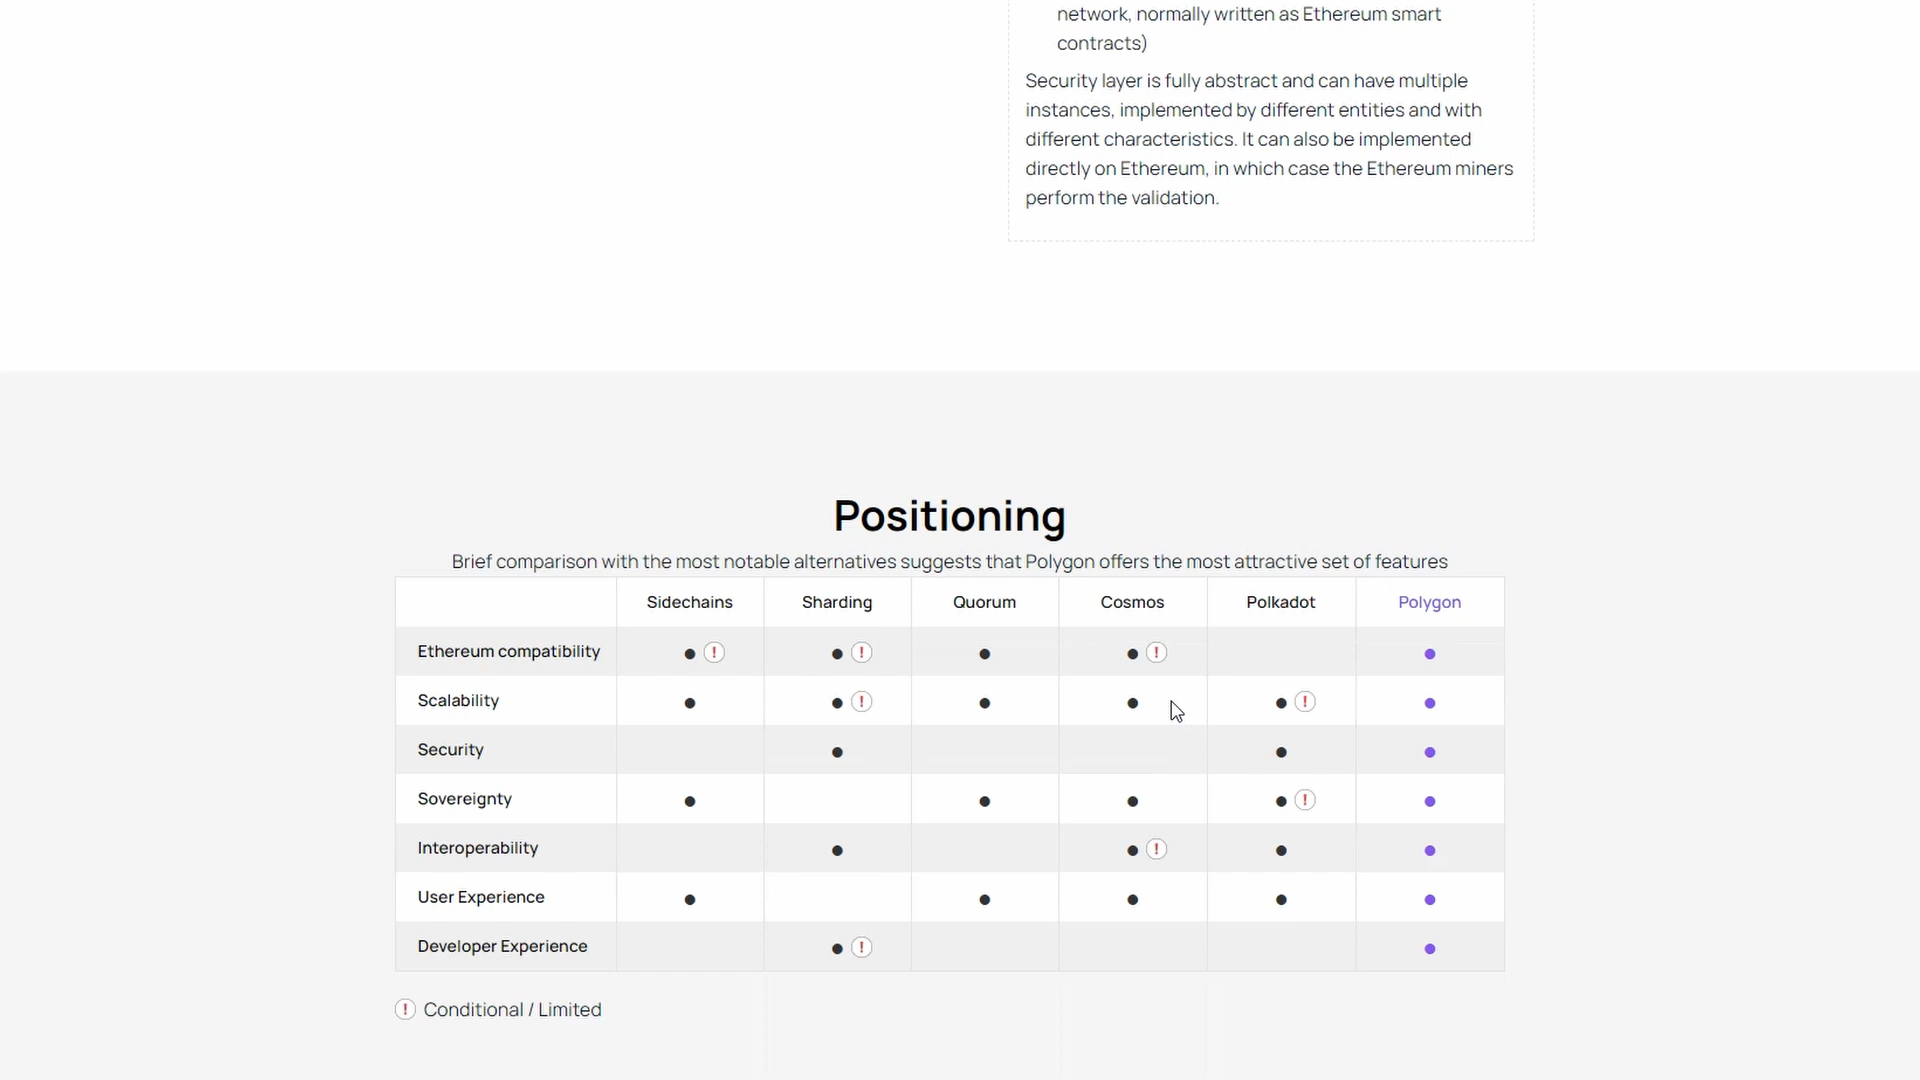 network, normally written as Ethereum smart
contracts)
Security layer is fully abstract and can have multiple
instances, implemented by different entities and with
different characteristics. It can also be implemented
directly on Ethereum, in which case the Ethereum miners
perform the validation.
Positioning
Brief comparison with the most notable alternatives suggests that Polygon offers the most attractive set of features
Sidechains Sharding Quorum Cosmos Polkadot Polygon
Ethereum compatibility ● ! ● ! ● ● ! ●
Scalability ● ● ! ● ● ● ! ●
Security ● ● ●
Sovereignty ● ● ● ● ! ●
Interoperability ● ● ! ● ●
User Experience ● ● ● ● ●
Developer Experience ● ! ●
! Conditional / Limited